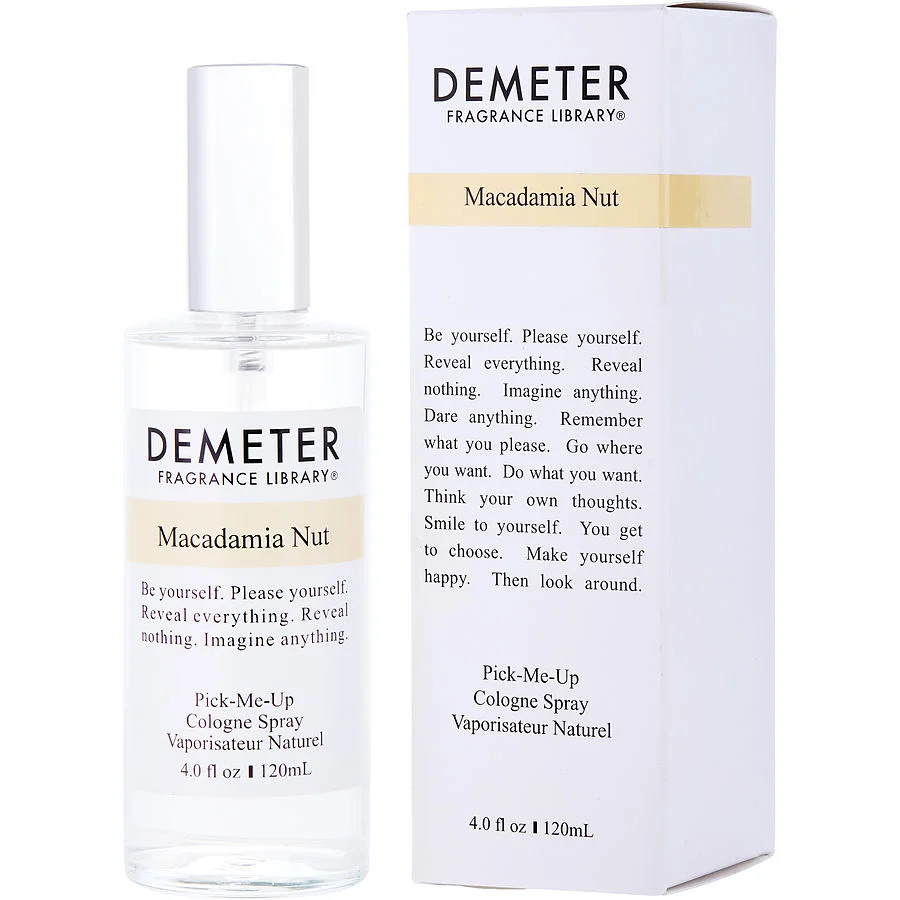 DEMETER
FRAGRANCE LIBRARY®
Macadamia Nut
Be yourself. Please yourself.
Reveal everything. Reveal
nothing. Imagine anything.
Pick-Me-Up
Cologne Spray
Vaporisateur Naturel
4.0 fl oz ▮ 120mL
DEMETER
FRAGRANCE LIBRARY®
Macadamia Nut
Be yourself. Please yourself.
Reveal everything. Reveal
nothing. Imagine anything.
Dare anything. Remember
what you please. Go where
you want. Do what you want.
Think your own thoughts.
Smile to yourself. You get
to choose. Make yourself
happy. Then look around.
Pick-Me-Up
Cologne Spray
Vaporisateur Naturel
4.0 fl oz ▮ 120mL